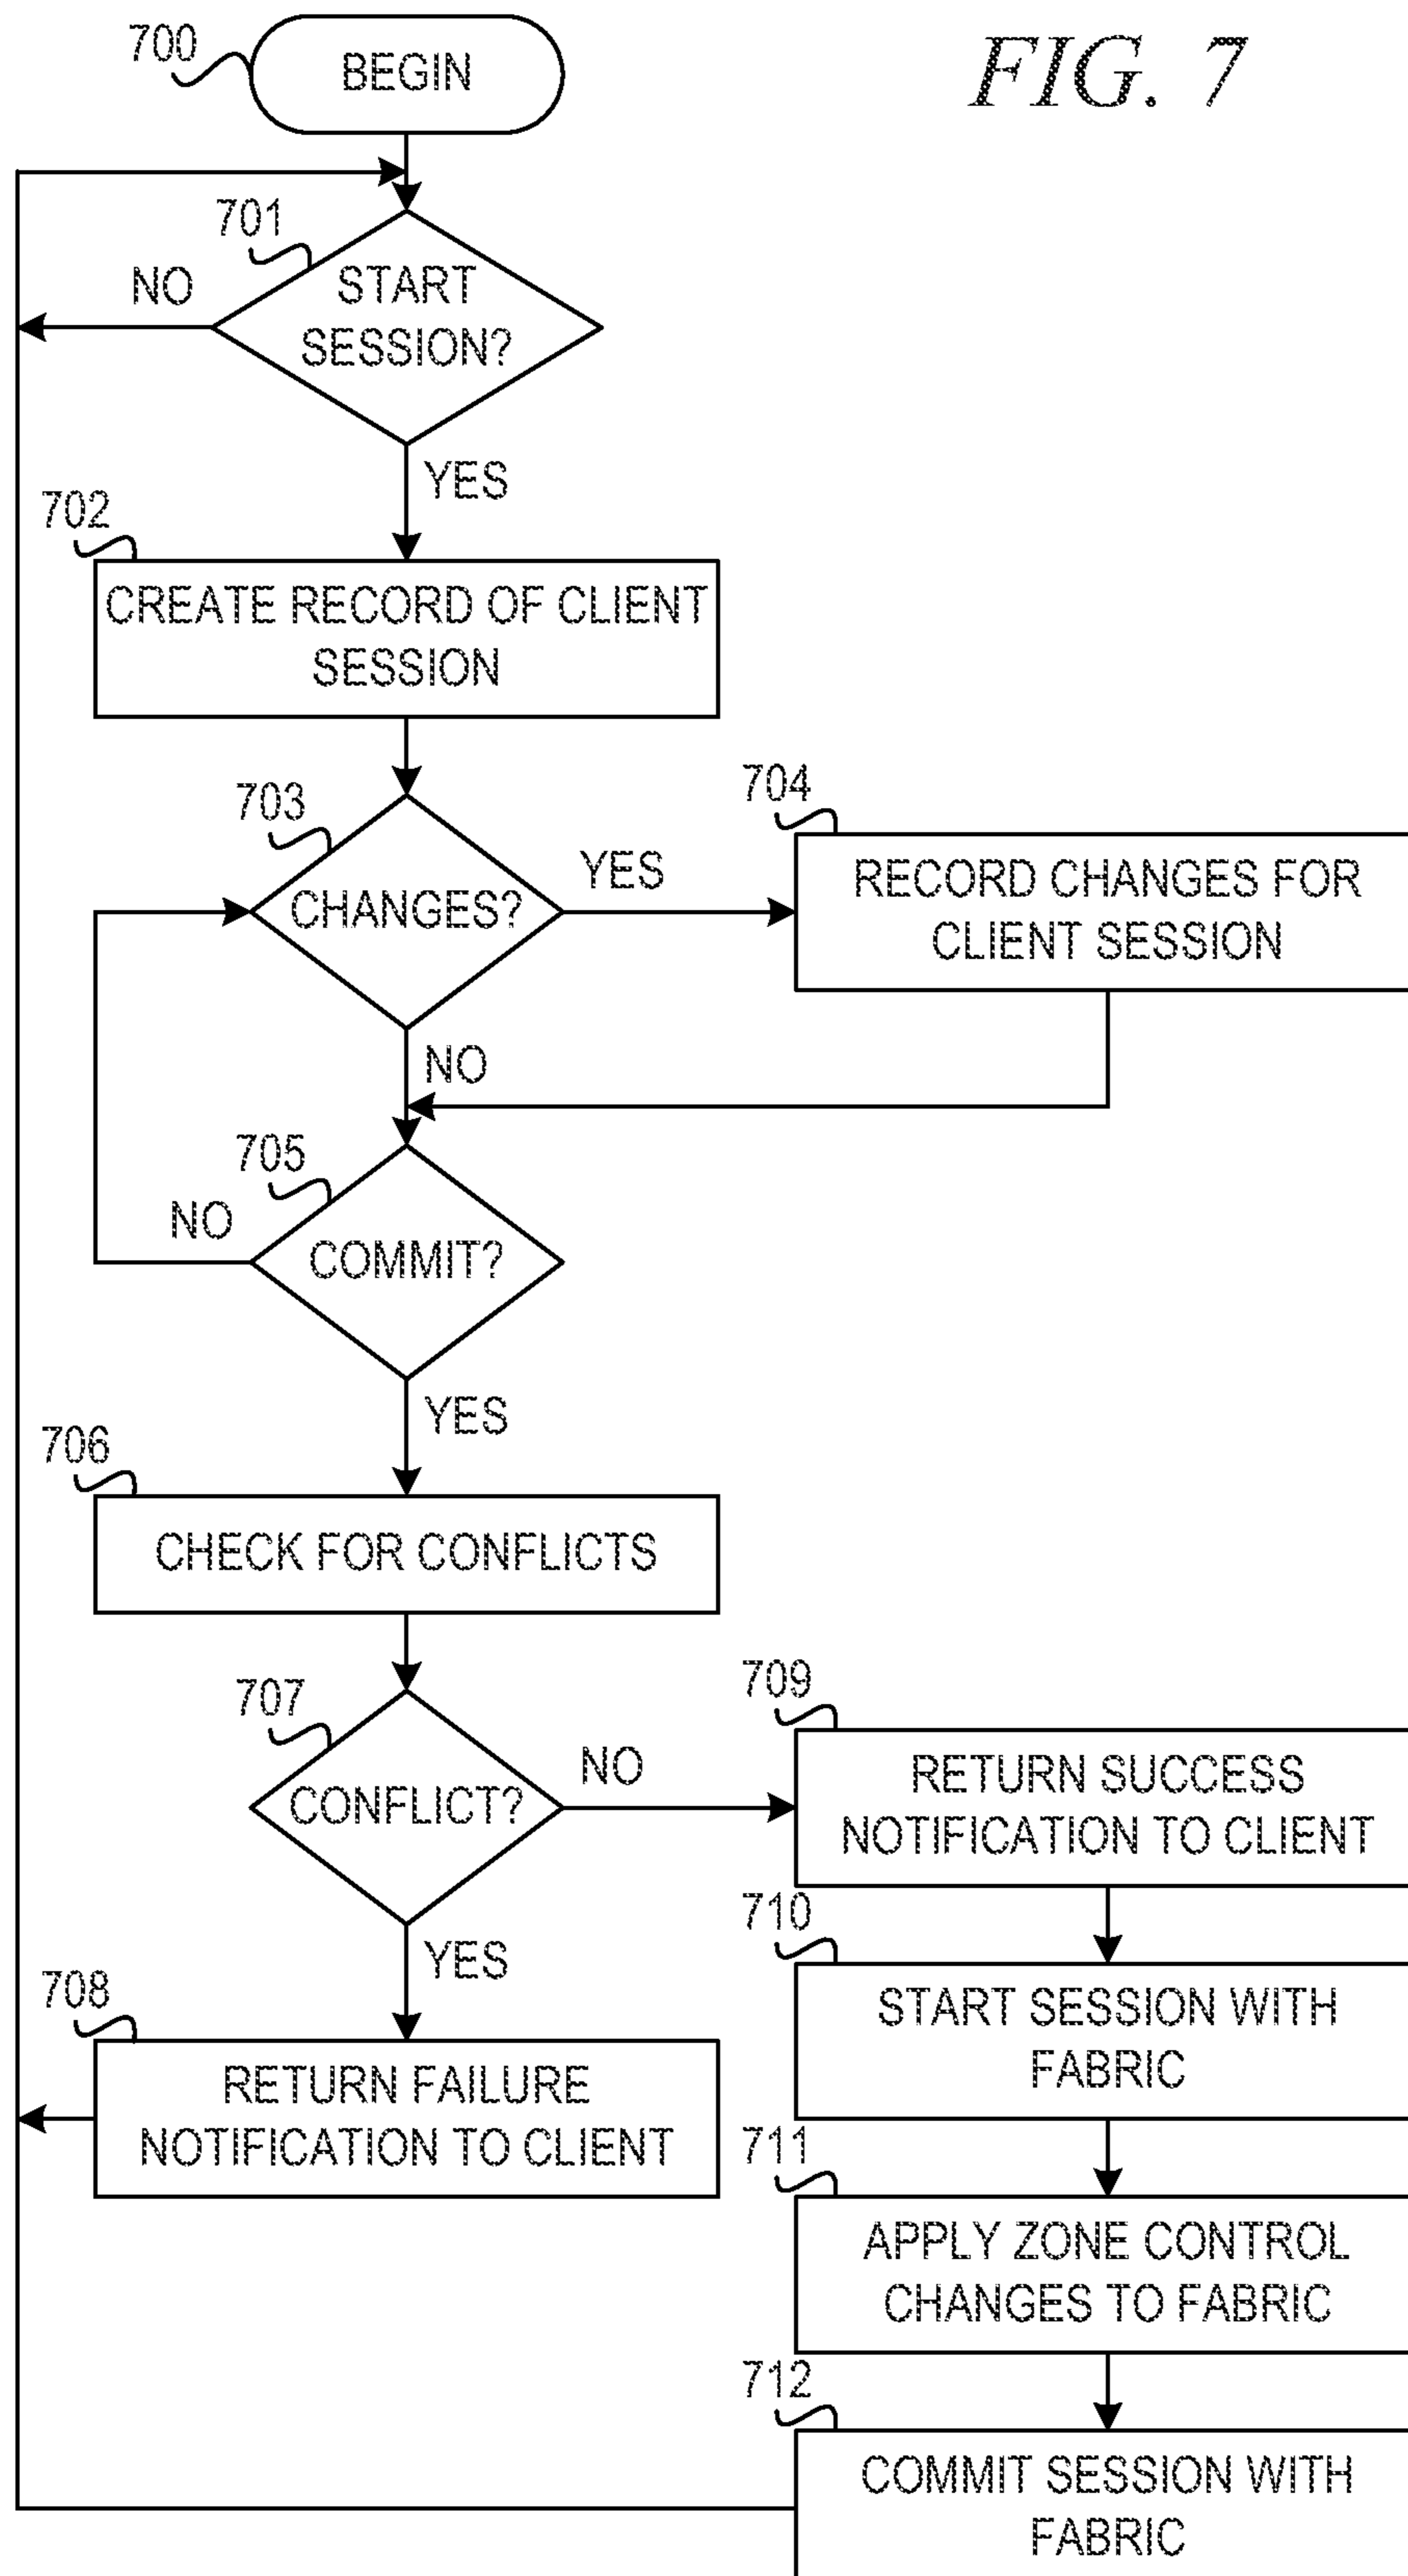 FIG. 7
700
BEGIN
701
START
SESSION?
NO
YES
702
CREATE RECORD OF CLIENT
SESSION
703
CHANGES?
YES
704
RECORD CHANGES FOR
CLIENT SESSION
NO
705
NO
COMMIT?
YES
706
CHECK FOR CONFLICTS
707
CONFLICT?
NO
709
RETURN SUCCESS
NOTIFICATION TO CLIENT
YES
708
RETURN FAILURE
NOTIFICATION TO CLIENT
710
START SESSION WITH
FABRIC
711
APPLY ZONE CONTROL
CHANGES TO FABRIC
712
COMMIT SESSION WITH
FABRIC